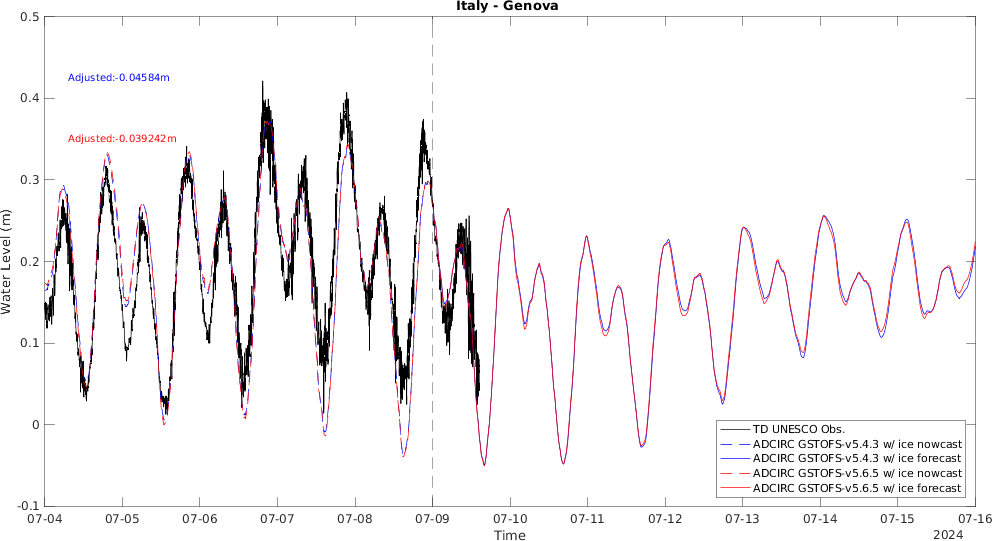 Italy - Genova
Adjusted:-0.04584m
Adjusted:-0.039242m
Water Level (m)
0.5
0.4
0.3
0.2
0.1
0
-0.1
TD UNESCO Obs.
ADCIRC GSTOFS-v5.4.3 w/ ice nowcast
ADCIRC GSTOFS-v5.4.3 w/ ice forecast
ADCIRC GSTOFS-v5.6.5 w/ ice nowcast
ADCIRC GSTOFS-v5.6.5 w/ ice forecast
07-04 07-05 07-06 07-07 07-08 07-09 07-10 07-11 07-12 07-13 07-14 07-15 07-16
Time
2024